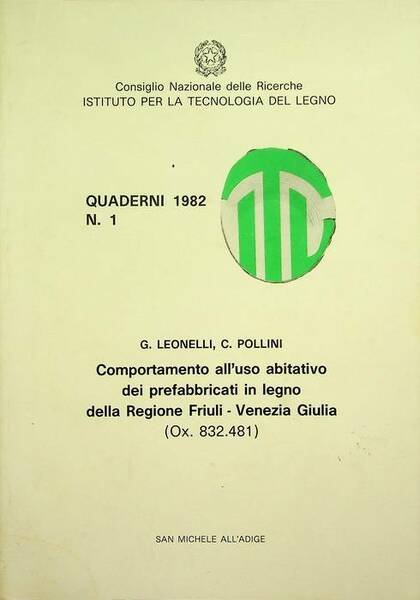 Consiglio Nazionale delle Ricerche
ISTITUTO PER LA TECNOLOGIA DEL LEGNO
QUADERNI 1982
N. 1
G. LEONELLI, C. POLLINI
Comportamento all'uso abitativo
dei prefabbricati in legno
della Regione Friuli - Venezia Giulia
(Ox. 832.481)
SAN MICHELE ALL'ADIGE